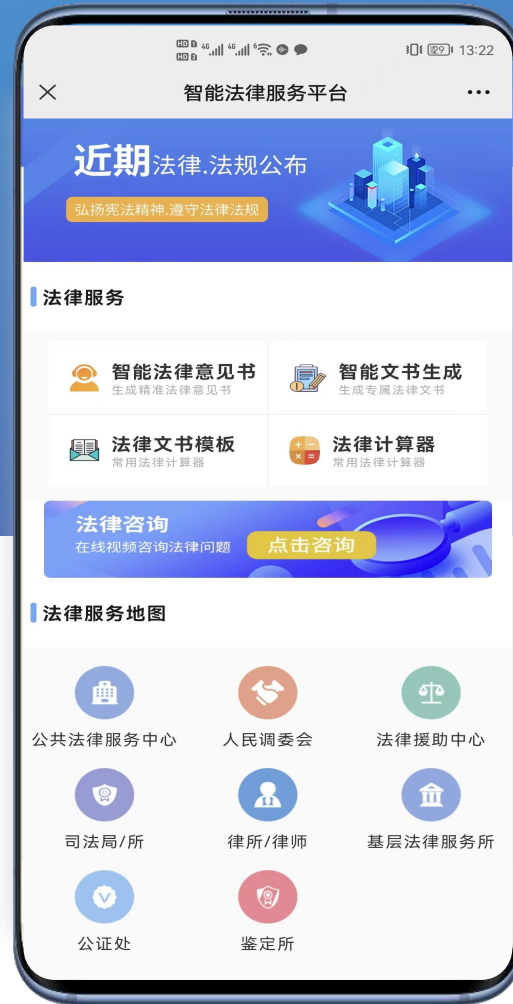 HD 46 46 6 29 13:22
HD
智能法律服务平台
近期法律.法规公布
弘扬宪法精神.遵守法律法规
法律服务
智能法律意见书 智能文书生成
生成精准法律意见书 生成专属法律文书
法律文书模板 法律计算器
常用法律计算器 常用法律计算器
法律咨询
在线视频咨询法律问题 点击咨询
法律服务地图
公共法律服务中心 人民调委会 法律援助中心
司法局/所 律所/律师 基层法律服务所
公证处 鉴定所